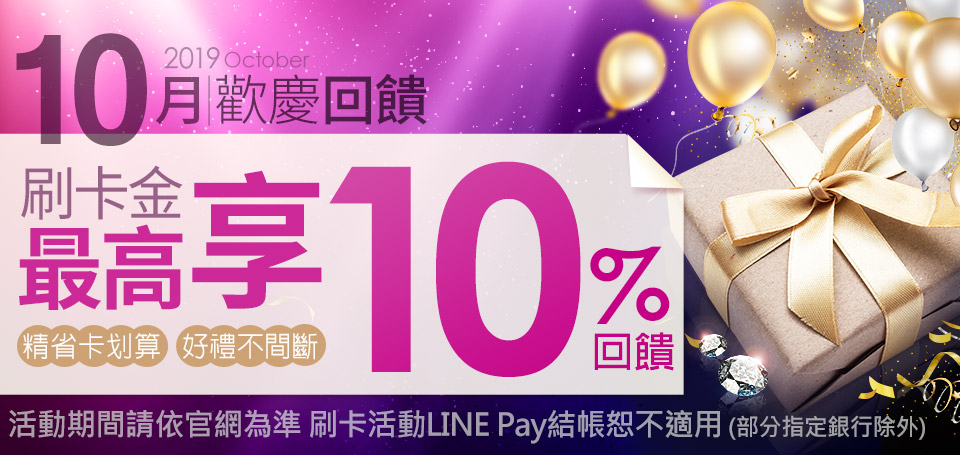 2019 October
10月歡慶回饋
刷卡金
最高享10%
回饋
精省卡划算 好禮不間斷
活動期間請依官網為準 刷卡活動LINE Pay結帳恕不適用 (部分指定銀行除外)